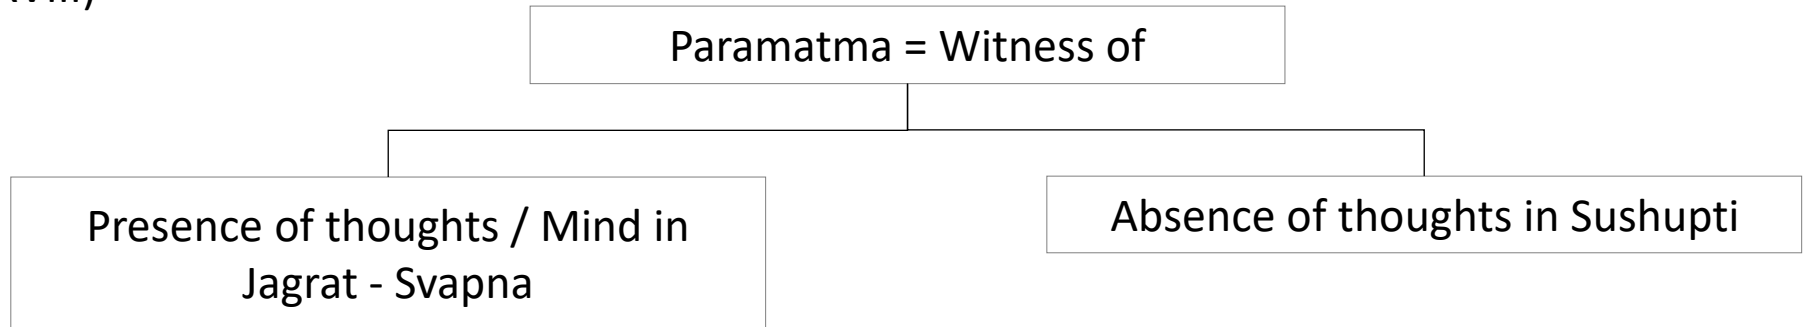 Paramatma = Witness of
Presence of thoughts / Mind in
Jagrat - Svapna
Absence of thoughts in Sushupti